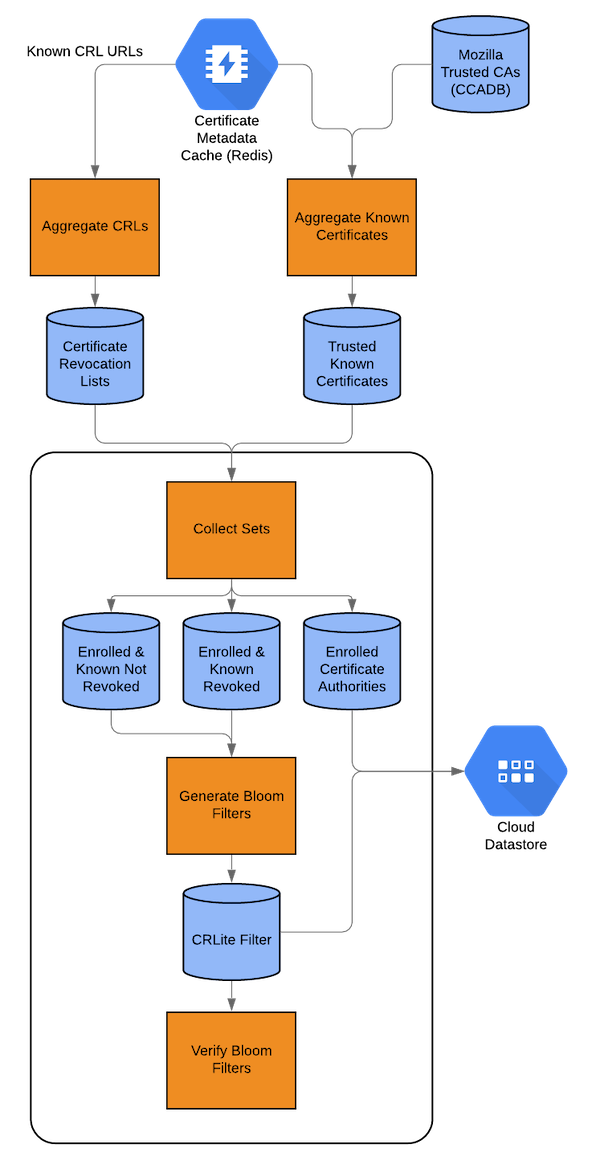 Known CRL URLs
Mozilla
Trusted CAs
(CCADB)
Certificate
Metadata
Cache (Redis)
Aggregate CRLs
Aggregate Known
Certificates
Certificate
Revocation
Lists
Trusted
Known
Certificates
Collect Sets
Enrolled &
Known Not
Revoked
Enrolled &
Known
Revoked
Enrolled
Certificate
Authorities
Generate Bloom
Filters
Cloud
Datastore
CRLite Filter
Verify Bloom
Filters